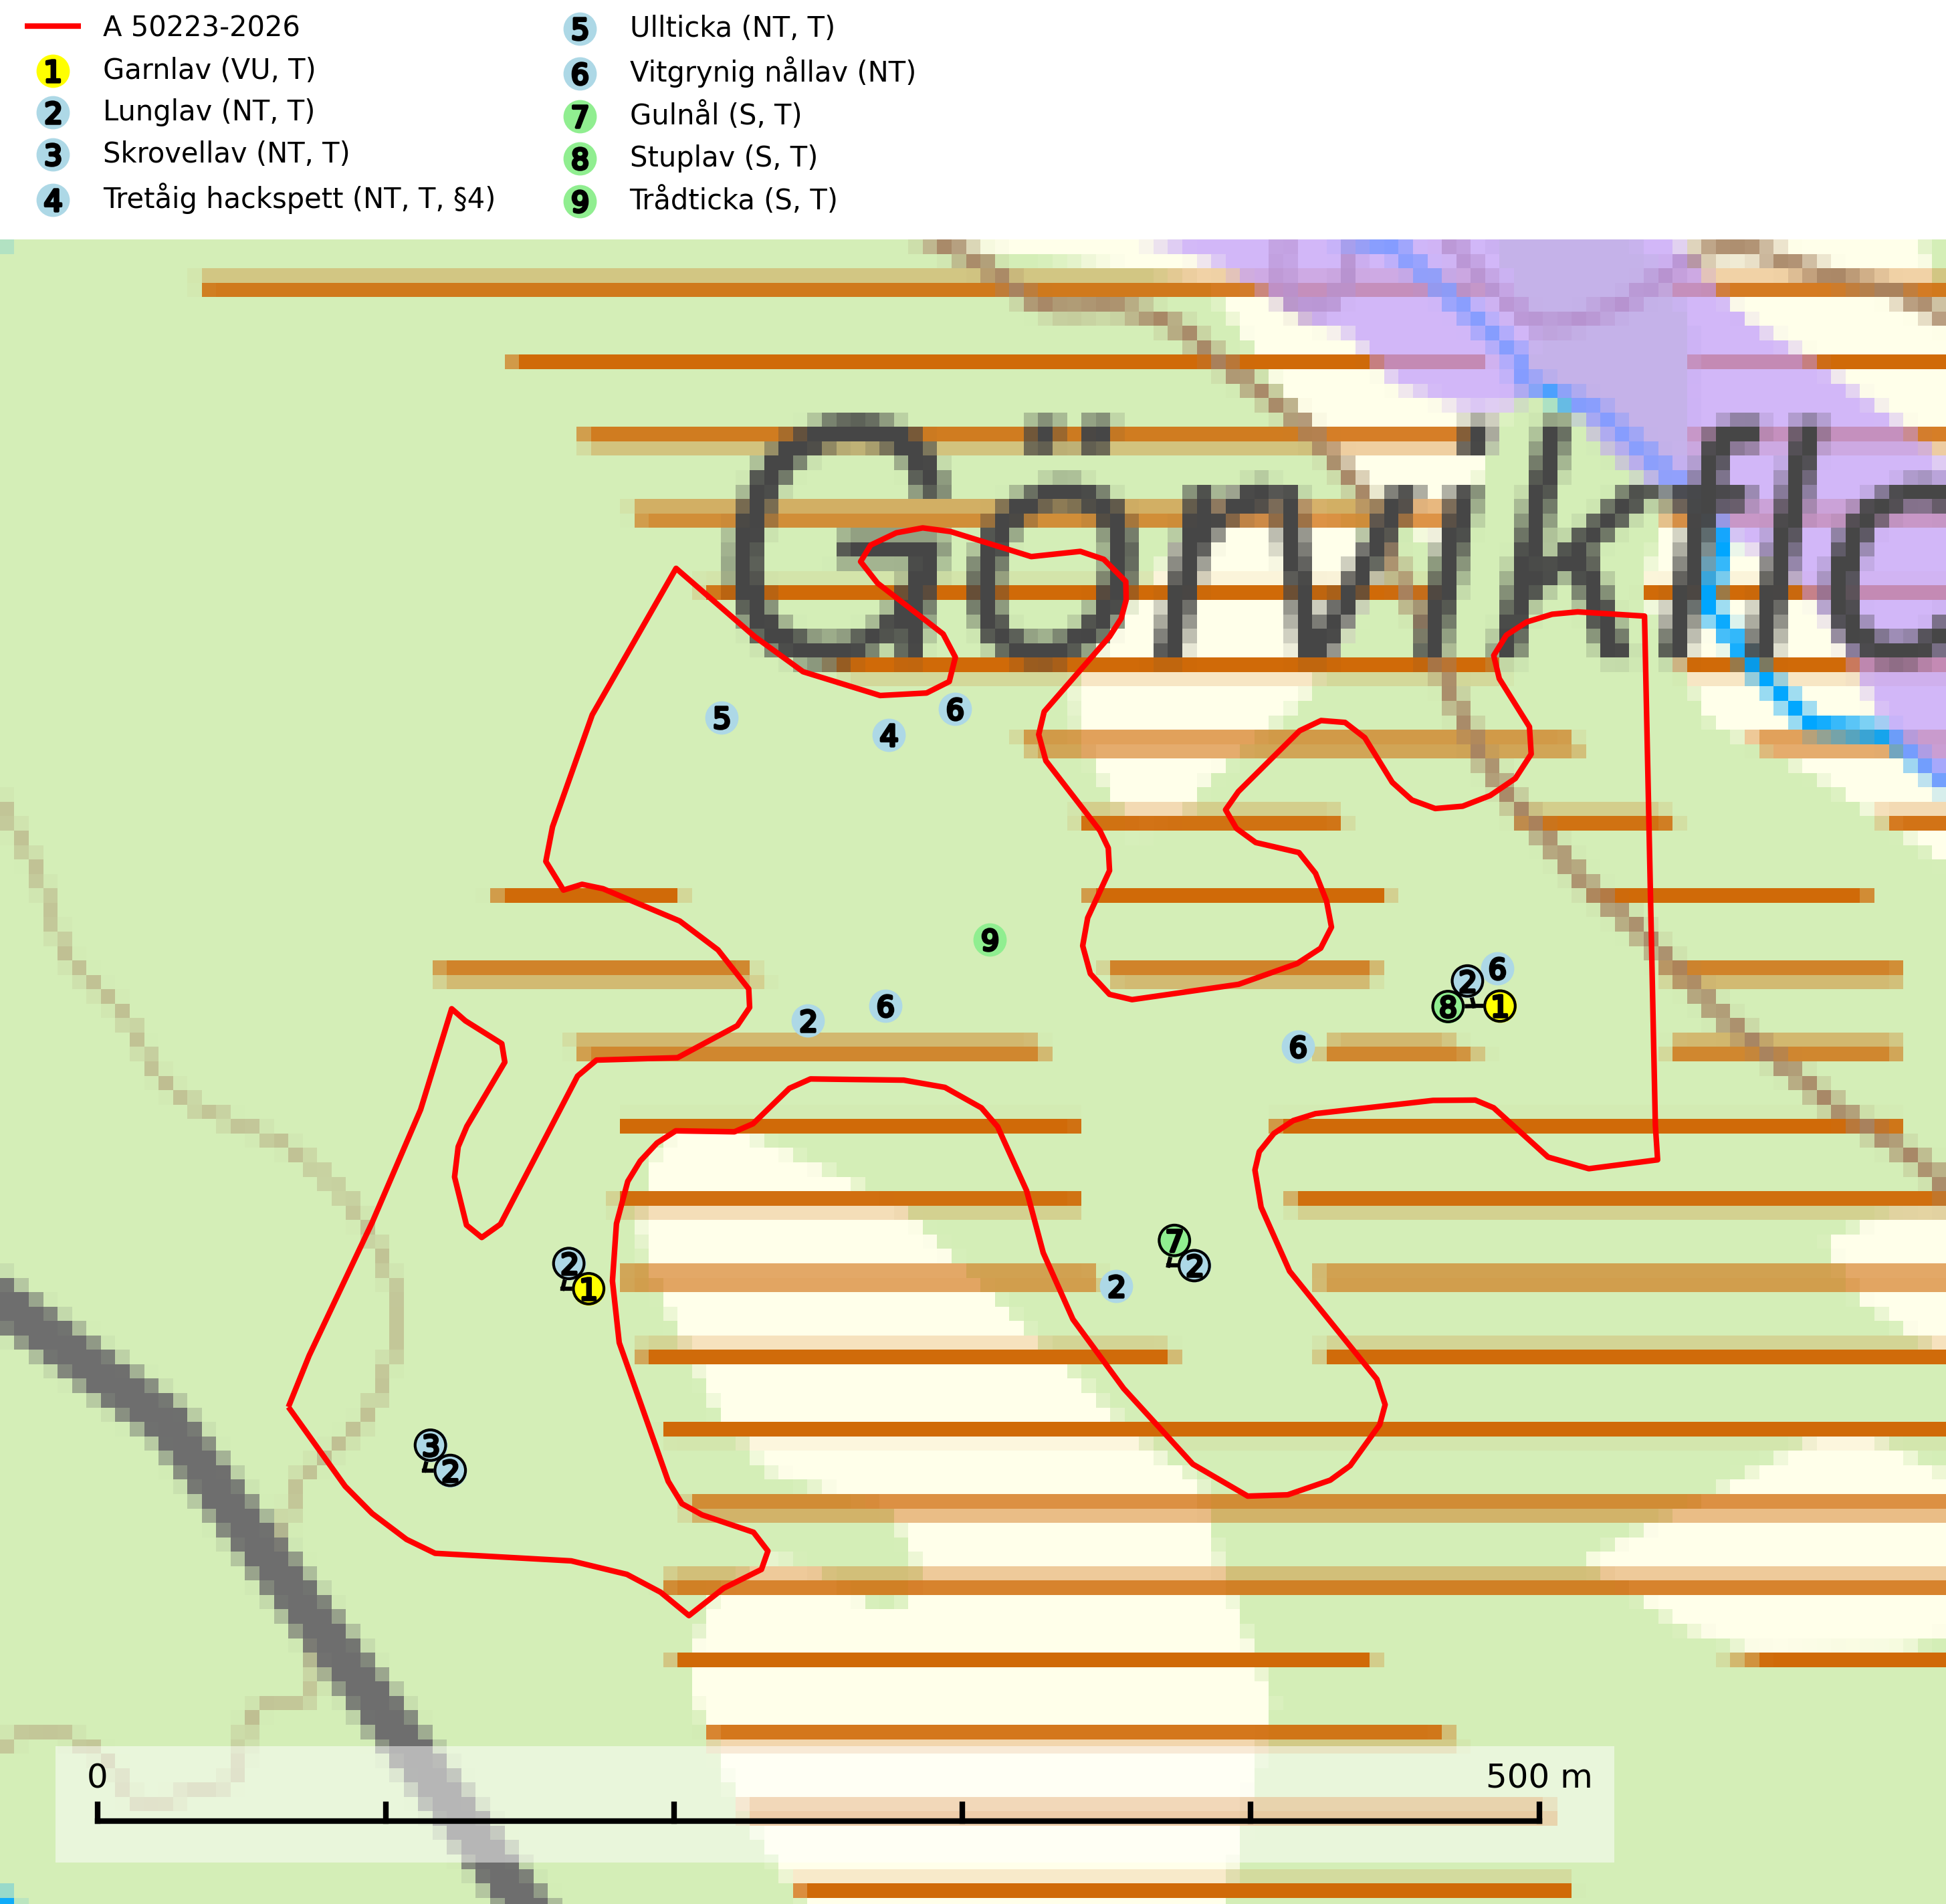 A 50223-2026
1 Garnlav (VU, T)
2 Lunglav (NT, T)
3 Skrovellav (NT, T)
4 Tretåig hackspett (NT, T, §4)
5 Ullticka (NT, T)
6 Vitgrynig nållav (NT)
7 Gulnål (S, T)
8 Stuplav (S, T)
9 Trådticka (S, T)
Gönvikflo
5
4
6
9
2
6
6
2
6
8
1
2
1
7
2
2
3
2
0
500 m